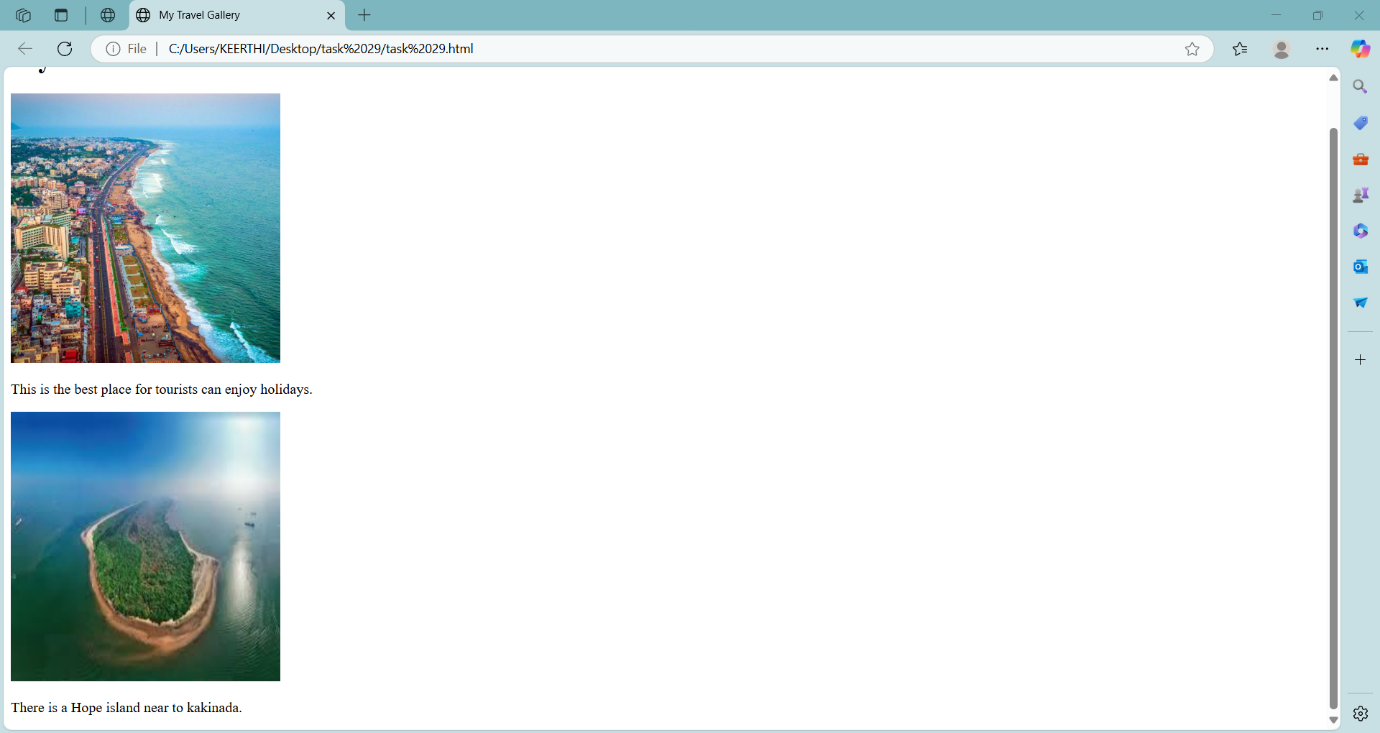 My Travel Gallery
File
C:/Users/KEERTHI/Desktop/task%2029/task%2029.html
This is the best place for tourists can enjoy holidays.
There is a Hope island near to kakinada.